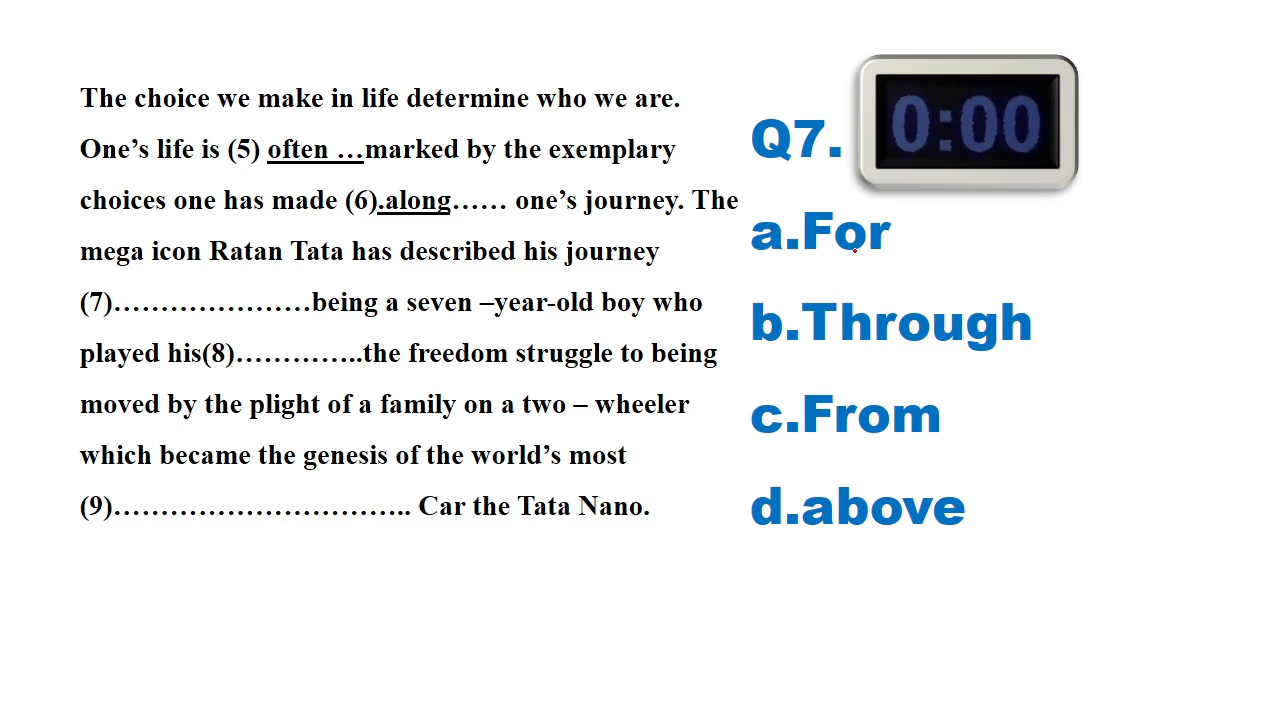 The choice we make in life determine who we are.
One’s life is (5) often …marked by the exemplary
choices one has made (6).along…… one’s journey. The
mega icon Ratan Tata has described his journey
(7)…………………being a seven –year-old boy who
played his(8)…………..the freedom struggle to being
moved by the plight of a family on a two – wheeler
which became the genesis of the world’s most
(9)………………………….. Car the Tata Nano.
Q7.
0:00
a.For
b.Through
c.From
d.above